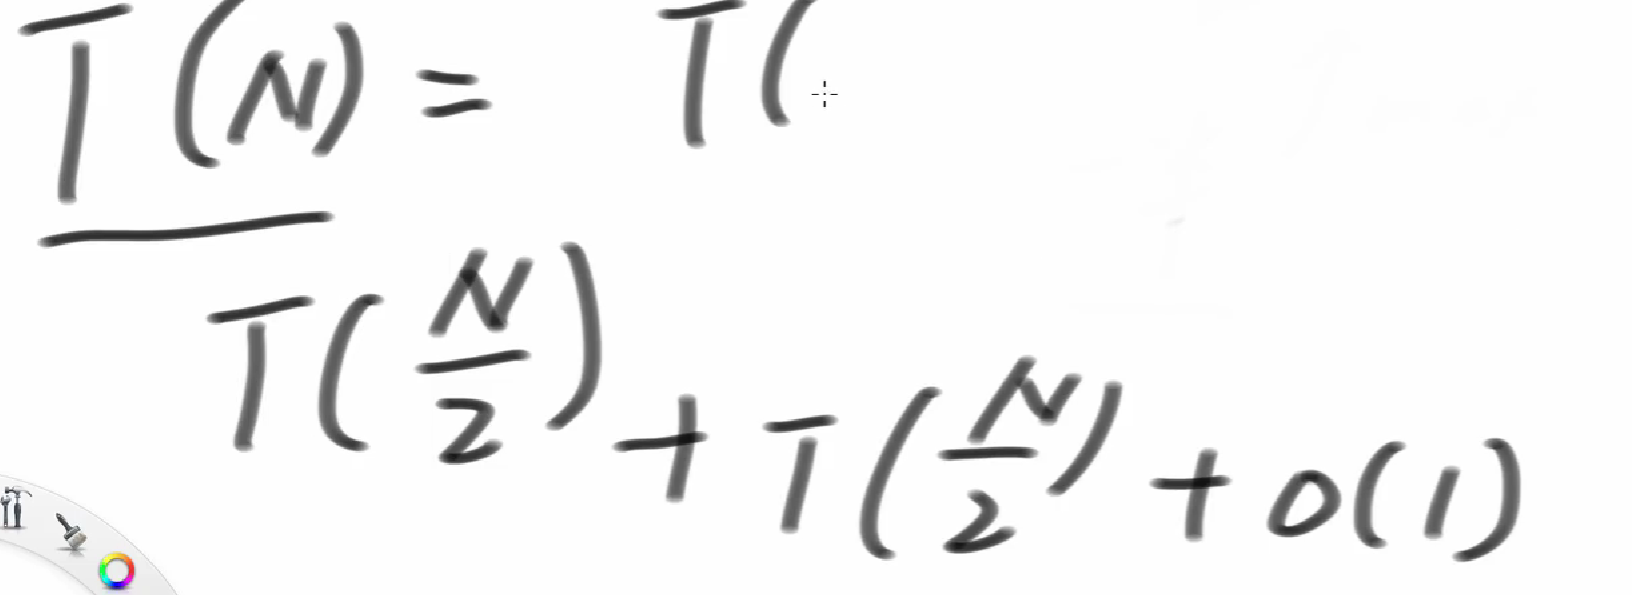 T(N) = T(
T(N/2) + T(N/2) + O(1)